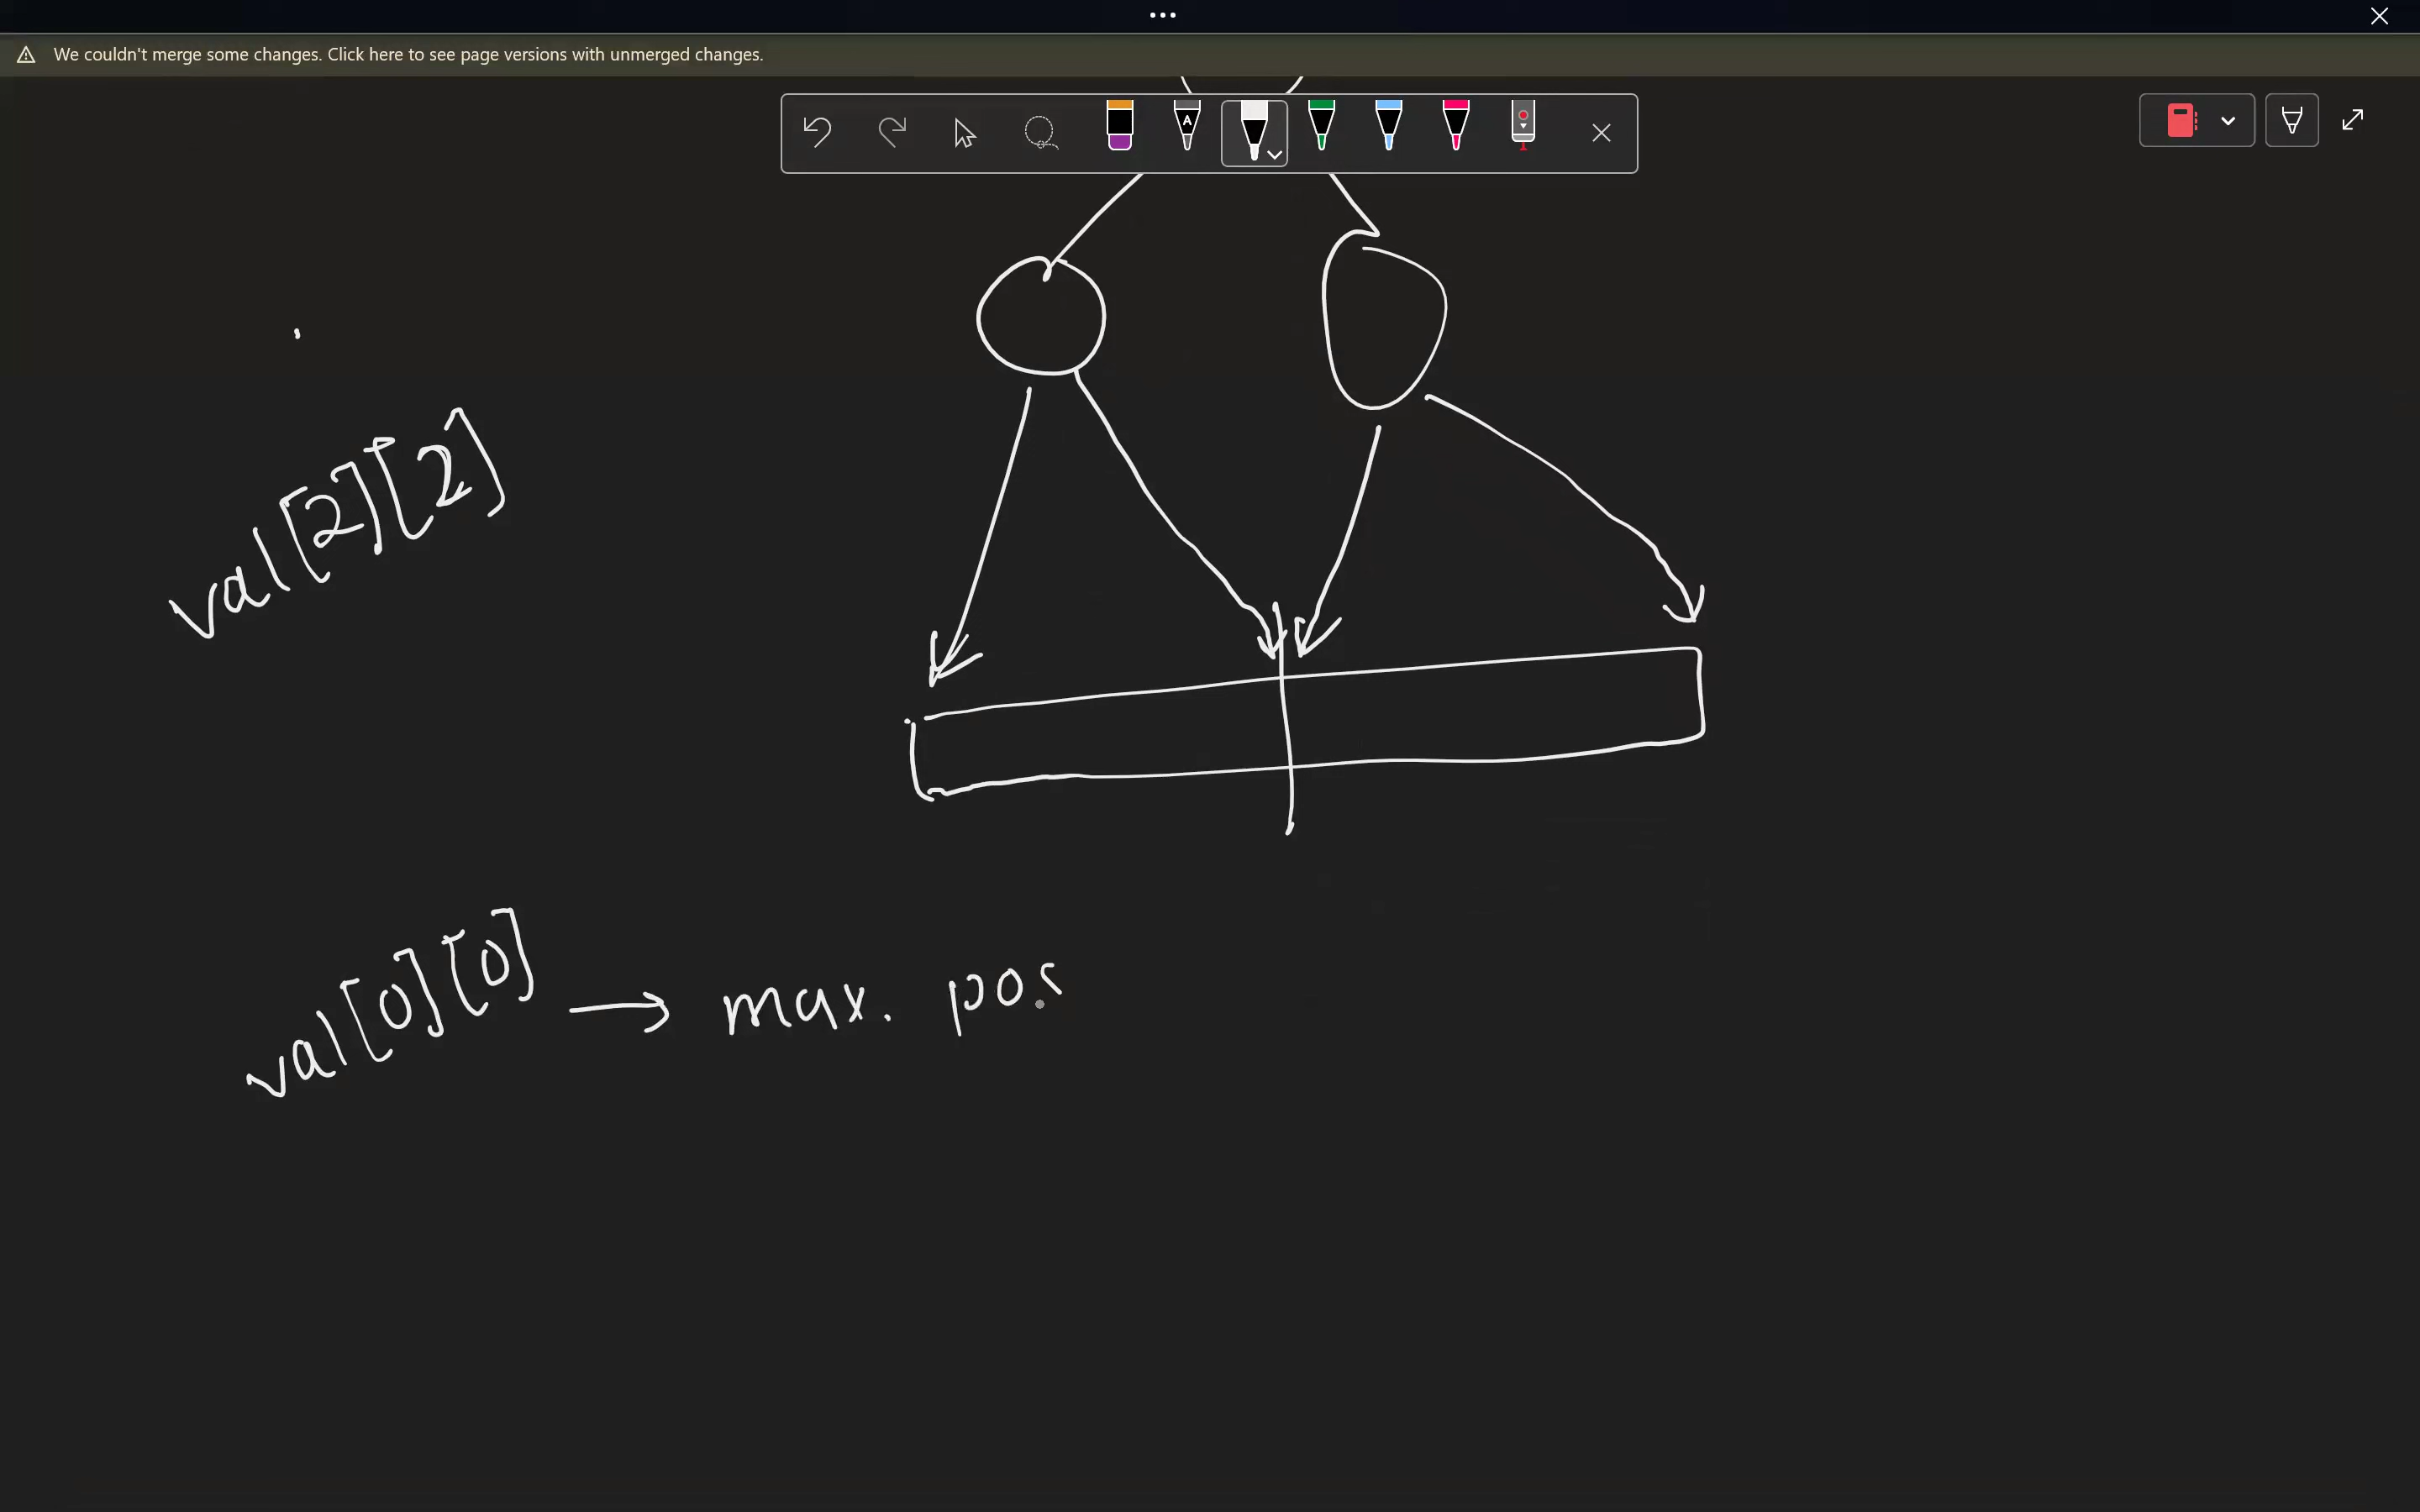 We couldn't merge some changes. Click here to see page versions with unmerged changes.
A
val[2][2]
val[0][0] → max. pos